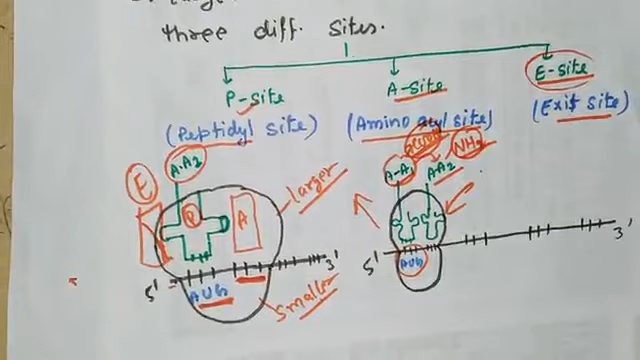 three diff. sites.
P-site A-site E-site
(Peptidyl site) (Amino acyl site) (Exit site)
A-A2 A-A1 AA2 NH2
E P A larger
AUG AUG
5' 3' 5' 3'
smaller